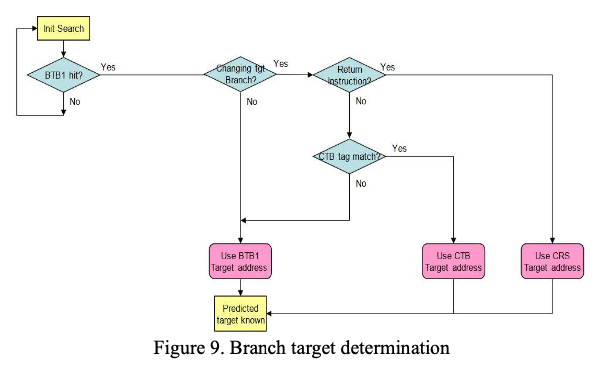 Init Search
BTB1 hit?
Yes
No
Changing Tgt
Branch?
Yes
No
Return
Instruction?
Yes
No
CTB tag match?
Yes
No
Use BTB1
Target address
Use CTB
Target address
Use CRS
Target address
Predicted
target known
Figure 9. Branch target determination